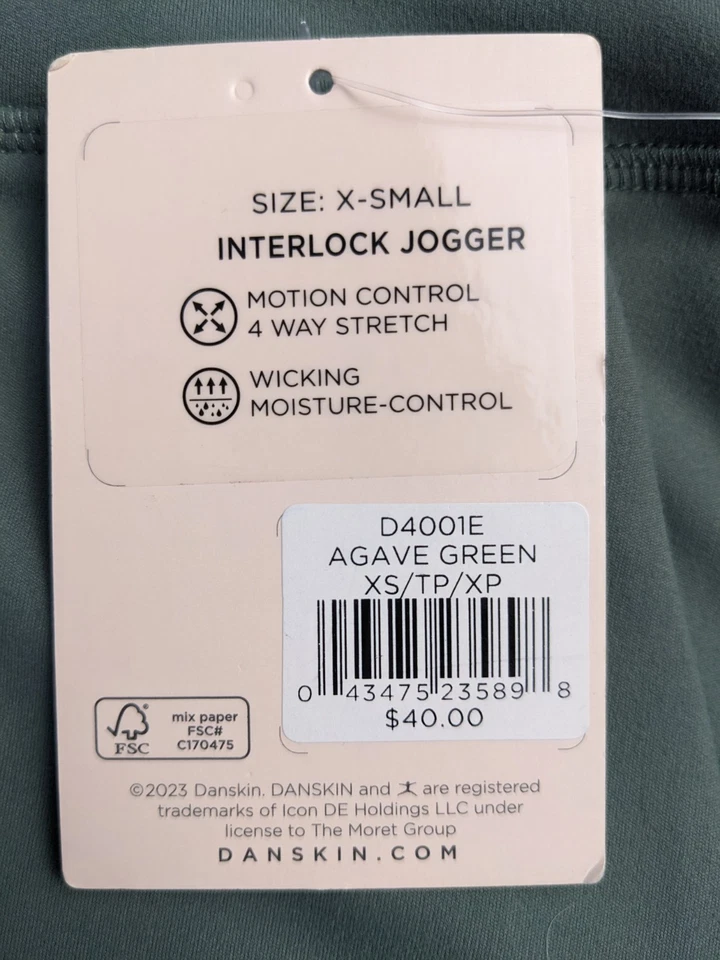 SIZE: X-SMALL
INTERLOCK JOGGER
MOTION CONTROL
4 WAY STRETCH
WICKING
MOISTURE-CONTROL
D4001E
AGAVE GREEN
XS/TP/XP
0 43475 23589 8
$40.00
FSC
mix paper
FSC#
C170475
©2023 Danskin. DANSKIN and are registered
trademarks of Icon DE Holdings LLC under
license to The Moret Group
DANSKIN.COM